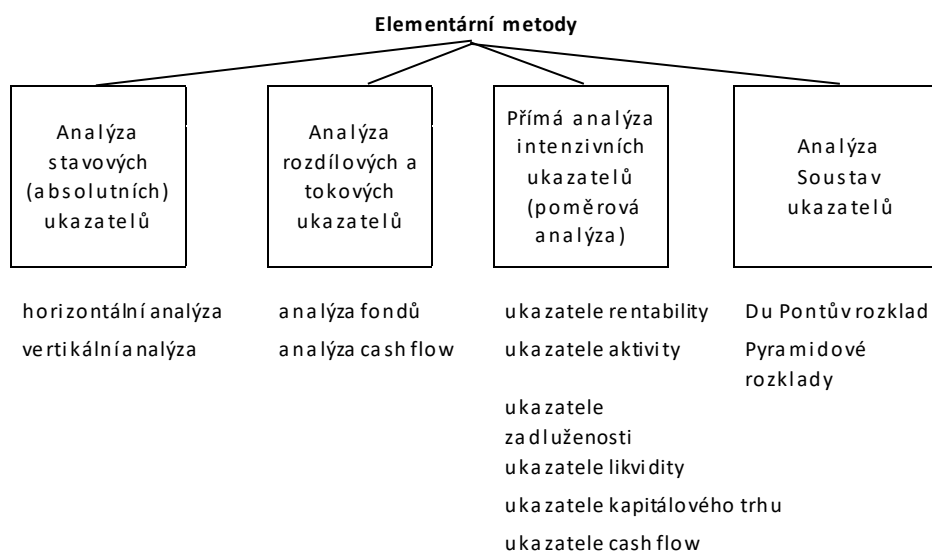 Elementární metody
Analýza
stavových
(absolutních)
ukazatelů
Analýza
rozdílových a
tokových
ukazatelů
Přímá analýza
intenzivních
ukazatelů
(poměrová
analýza)
Analýza
Soustav
ukazatelů
horizontální analýza
vertikální analýza
analýza fondů
analýza cash flow
ukazatele rentability
ukazatele aktivity
ukazatele
zadluženosti
ukazatele likvidity
ukazatele kapitálového trhu
ukazatele cash flow
Du Pontův rozklad
Pyramidové
rozklady